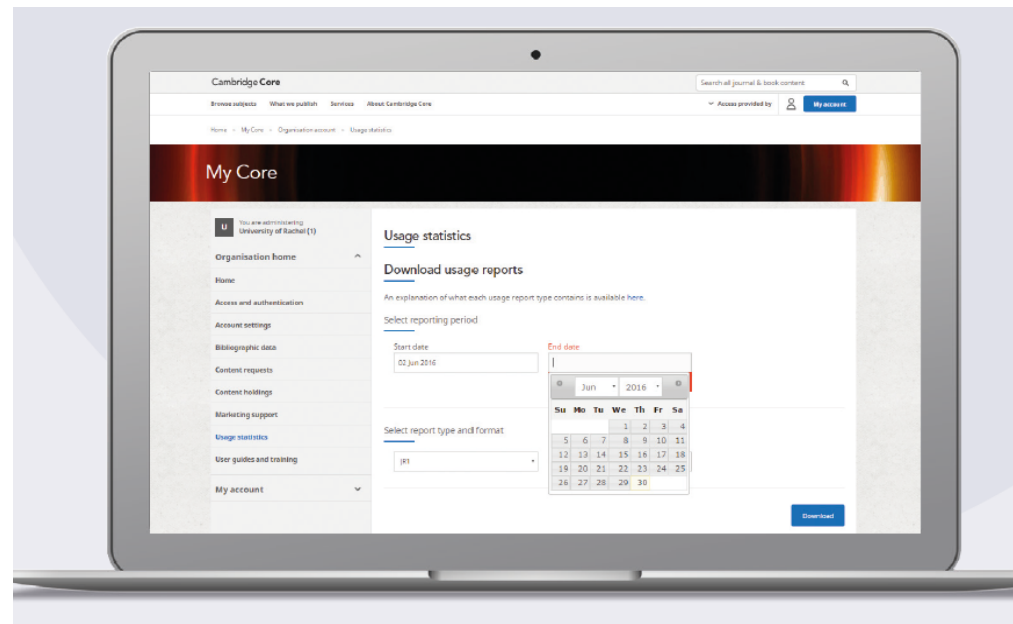 Cambridge Core
Search all journal & book content
Browse subjects What we publish Services About Cambridge Core
Access provided by
My account
Home My Core Organisation account Usage statistics
My Core
U
You are administering
University of Rachel (1)
Organisation home
Home
Access and authentication
Account settings
Bibliographic data
Content requests
Content holdings
Marketing support
Usage statistics
User guides and training
My account
Usage statistics
Download usage reports
An explanation of what each usage report type contains is available here.
Select reporting period
Start date
02 Jun 2016
End date
Jun 2016
Su Mo Tu We Th Fr Sa
1 2 3 4
5 6 7 8 9 10 11
12 13 14 15 16 17 18
19 20 21 22 23 24 25
26 27 28 29 30
Select report type and format
JR1
Download